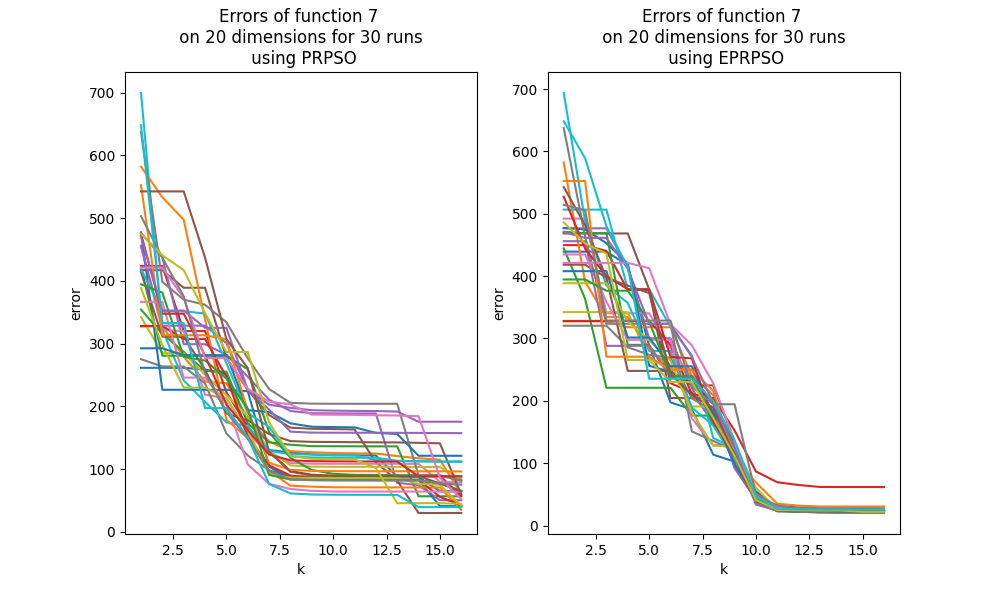 Errors of function 7
on 20 dimensions for 30 runs
using PRPSO
700
600
500
400
300
200
100
0
error
2.5 5.0 7.5 10.0 12.5 15.0
k
Errors of function 7
on 20 dimensions for 30 runs
using EPRPSO
700
600
500
400
300
200
100
0
error
2.5 5.0 7.5 10.0 12.5 15.0
k